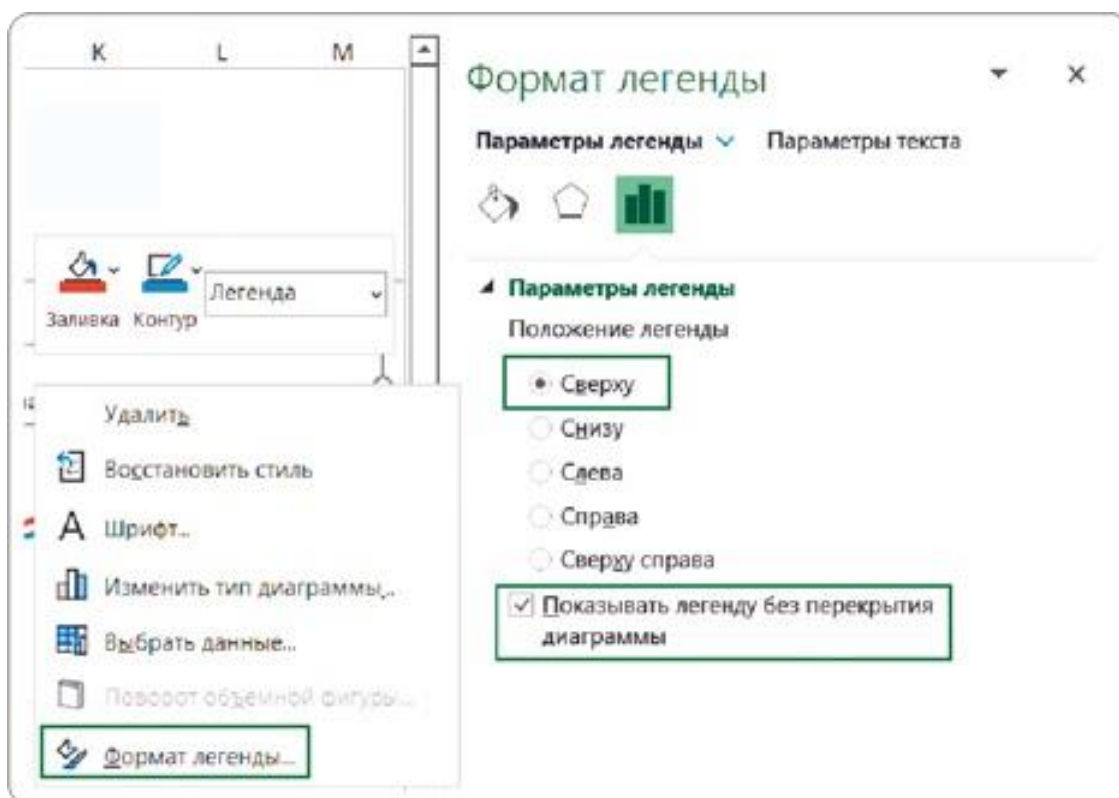 K L M
Заливка Контур
Легенда
Удалить
Восстановить стиль
Шрифт...
Изменить тип диаграммы...
Выбрать данные...
Поворот объемной фигуры...
Формат легенды...
Формат легенды
Параметры легенды Параметры текста
Параметры легенды
Положение легенды
Сверху
Снизу
Слева
Справа
Сверху справа
Показывать легенду без перекрытия
диаграммы